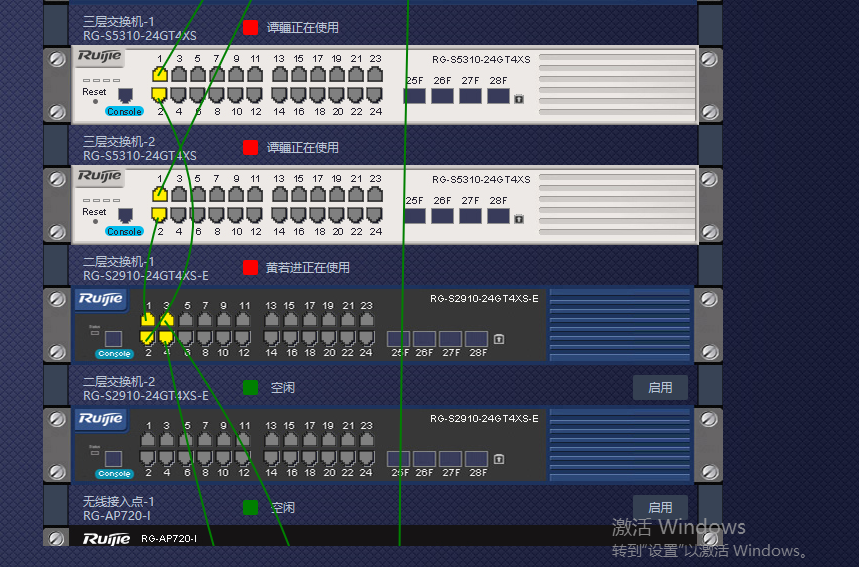 三层交换机-1
RG-S5310-24GT4XS
谭疆正在使用
Ruijie
RG-S5310-24GT4XS
1 3 5 7 9 11 13 15 17 19 21 23
25F 26F 27F 28F
Reset
Console
2 4 6 8 10 12 14 16 18 20 22 24
三层交换机-2
RG-S5310-24GT4XS
谭疆正在使用
Ruijie
RG-S5310-24GT4XS
1 3 5 7 9 11 13 15 17 19 21 23
25F 26F 27F 28F
Reset
Console
2 4 6 8 10 12 14 16 18 20 22 24
二层交换机-1
RG-S2910-24GT4XS-E
黄若进正在使用
Ruijie
RG-S2910-24GT4XS-E
1 3 5 7 9 11 13 15 17 19 21 23
Console
2 4 6 8 10 12 14 16 18 20 22 24
25F 26F 27F 28F
二层交换机-2
RG-S2910-24GT4XS-E
空闲
启用
Ruijie
RG-S2910-24GT4XS-E
1 3 5 7 9 11 13 15 17 19 21 23
Console
2 4 6 8 10 12 14 16 18 20 22 24
25F 26F 27F 28F
无线接入点-1
RG-AP720-I
空闲
启用
Ruijie
RG-AP720-I
激活 Windows
转到"设置"以激活 Windows。